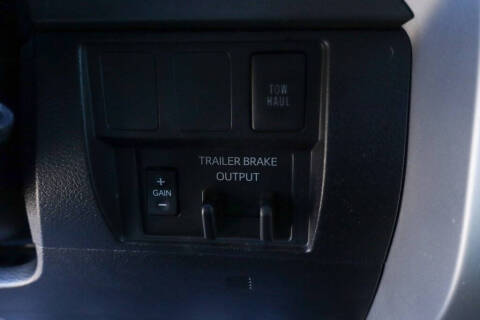 TOW
HAUL
TRAILER BRAKE
OUTPUT
+
GAIN
−